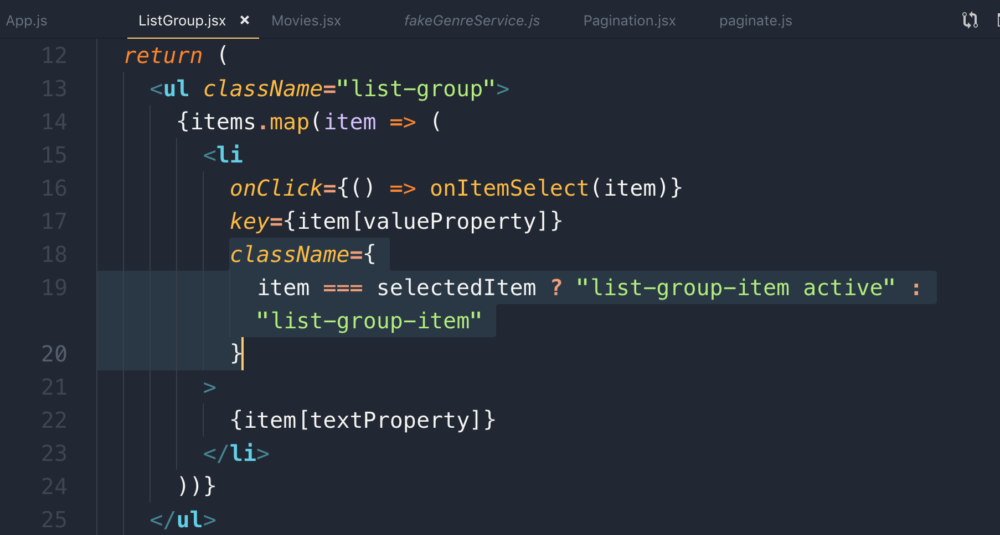 App.js ListGroup.jsx × Movies.jsx fakeGenreService.js Pagination.jsx paginate.js
12 return (
13 <ul className="list-group">
14 {items.map(item => (
15 <li
16 onClick={() => onItemSelect(item)}
17 key={item[valueProperty]}
18 className={
19 item === selectedItem ? "list-group-item active" :
"list-group-item"
20 }
21 >
22 {item[textProperty]}
23 </li>
24 ))}
25 </ul>